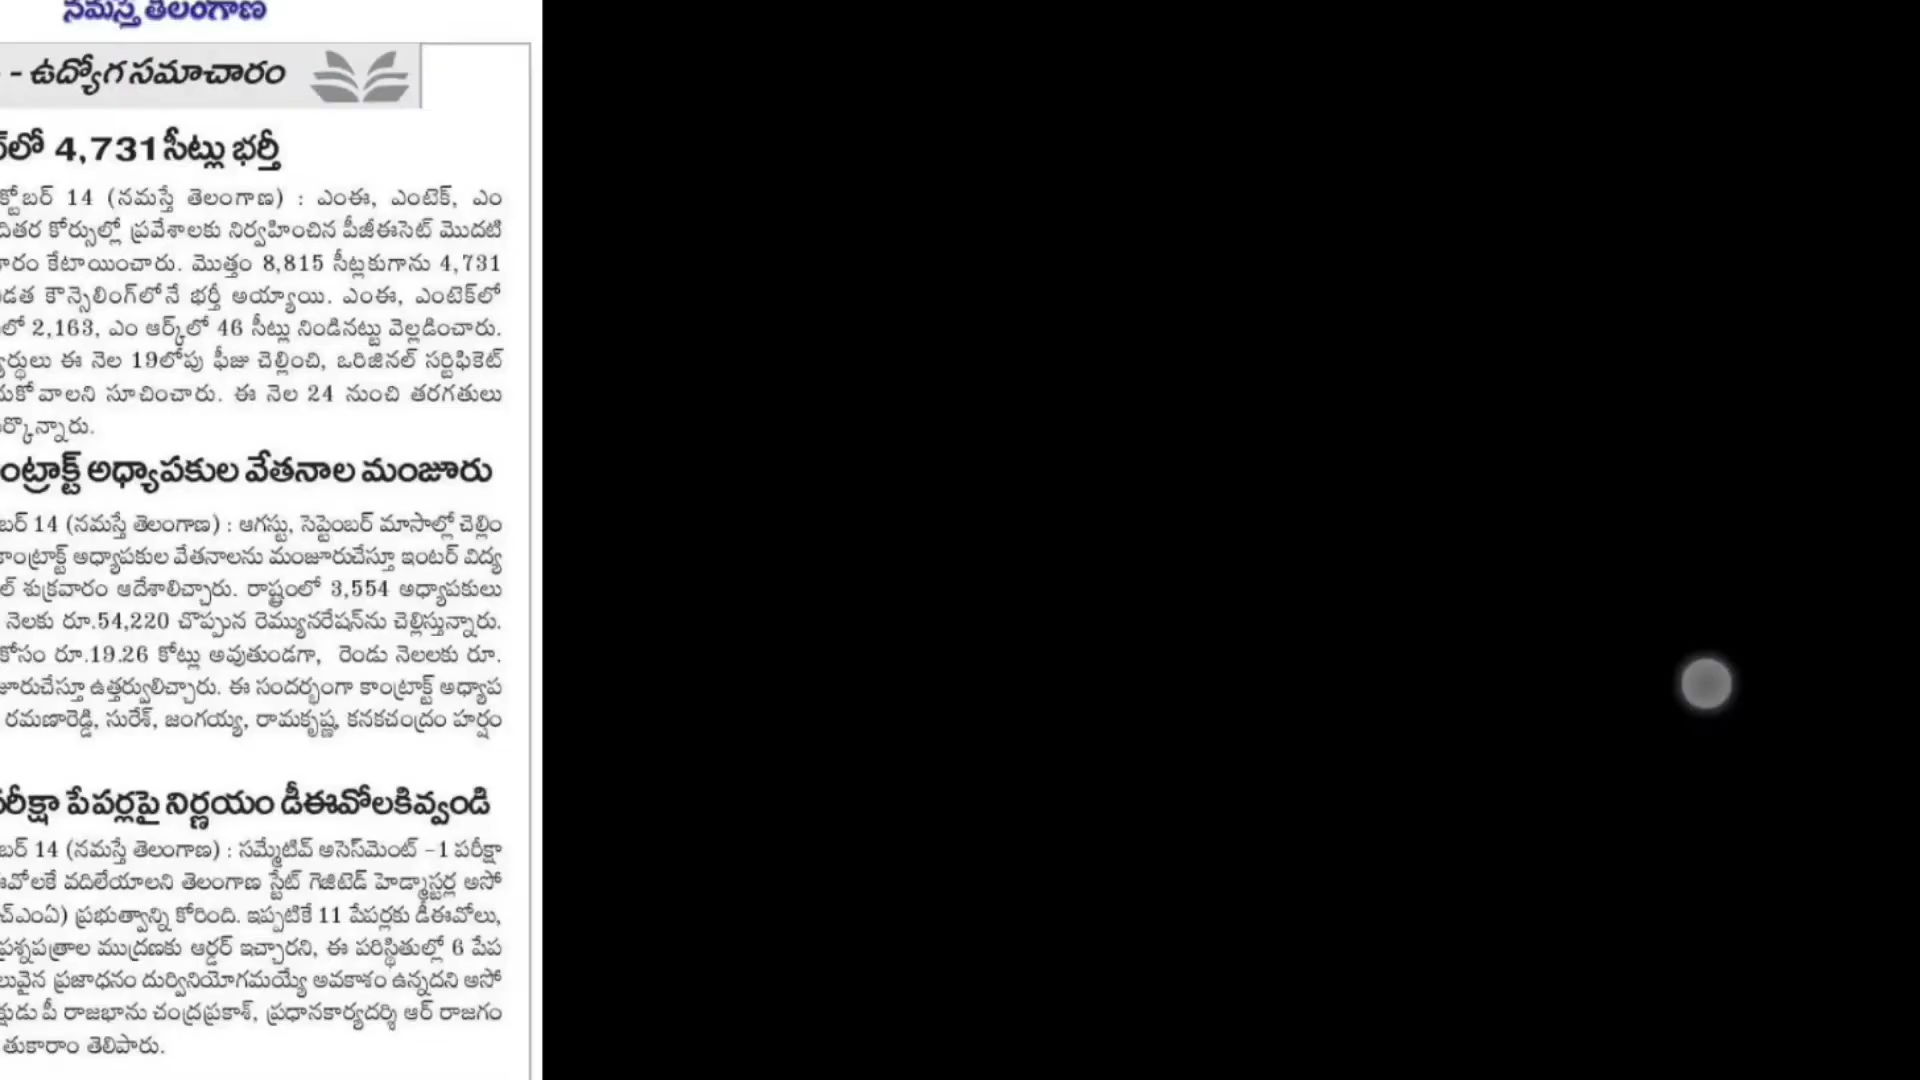 నమస్తే తెలంగాణ
- ఉద్యోగ సమాచారం
లో 4,731 సీట్లు భర్తీ
14 (నమస్తే తెలంగాణ) : ఎంఈ, ఎంటెక్, ఎం
కోర్సుల్లో ప్రవేశాలకు నిర్వహించిన పీజీఈసెట్ మొదటి
కేటాయించారు. మొత్తం 8,815 సీట్లకుగాను 4,731
కౌన్సెలింగ్‌లోనే భర్తీ అయ్యాయి. ఎంఈ, ఎంటెక్‌లో
లో 2,163, ఎం ఆర్క్‌లో 46 సీట్లు నిండినట్టు వెల్లడించారు.
ఈ నెల 19లోపు ఫీజు చెల్లించి, ఒరిజినల్ సర్టిఫికెట్
సూచించారు. ఈ నెల 24 నుంచి తరగతులు
ర్కొన్నారు.
ంట్రాక్ట్ అధ్యాపకుల వేతనాల మంజూరు
బర్ 14 (నమస్తే తెలంగాణ) : ఆగస్టు, సెప్టెంబర్ మాసాల్లో చెల్లిం
కాంట్రాక్ట్ అధ్యాపకుల వేతనాలను మంజూరుచేస్తూ ఇంటర్ విద్య
ల్ శుక్రవారం ఆదేశాలిచ్చారు. రాష్ట్రంలో 3,554 అధ్యాపకులు
నెలకు రూ.54,220 చొప్పున రెమ్యునరేషన్‌ను చెల్లిస్తున్నారు.
కోసం రూ.19.26 కోట్లు అవుతుండగా, రెండు నెలలకు రూ.
జూరుచేస్తూ ఉత్తర్వులిచ్చారు. ఈ సందర్భంగా కాంట్రాక్ట్ అధ్యాప
రమణారెడ్డి, సురేశ్, జంగయ్య, రామకృష్ణ, కనకచంద్రం హర్షం
పరీక్షా పేపర్లపై నిర్ణయం డీఈవోలకివ్వండి
బర్ 14 (నమస్తే తెలంగాణ) : సమ్మేటివ్ అసెస్‌మెంట్ –1 పరీక్షా
ఈవోలకే వదిలేయాలని తెలంగాణ స్టేట్ గెజిటెడ్ హెడ్మాస్టర్ల అసో
చ్ఎంఏ) ప్రభుత్వాన్ని కోరింది. ఇప్పటికే 11 పేపర్లకు డీఈవోలు,
ప్రశ్నపత్రాల ముద్రణకు ఆర్డర్ ఇచ్చారని, ఈ పరిస్థితుల్లో 6 పేప
లువైన ప్రజాధనం దుర్వినియోగమయ్యే అవకాశం ఉన్నదని అసో
క్షుడు పీ రాజభాను చంద్రప్రకాశ్, ప్రధానకార్యదర్శి ఆర్ రాజగం
తుకారాం తెలిపారు.